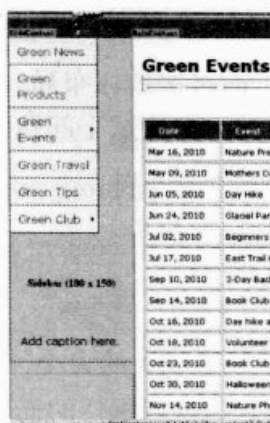 Green News
Green
Products
Green
Events
Green Travel
Green Tips
Green Club
Sidebar (180 x 150)
Add caption here.
Green Events
Date Event
Mar 16, 2010 Nature
May 09, 2010 Mothers
Jun 05, 2010 Day Hike
Jun 24, 2010
Jul 02, 2010 Beginners
Jul 17, 2010 East Trail
Sep 10, 2010 3-Day
Sep 14, 2010 Book Club
Oct 16, 2010 Day hike
Oct 18, 2010 Volunteer
Oct 23, 2010 Book Club
Oct 30, 2010 Halloween
Nov 14, 2010 Nature